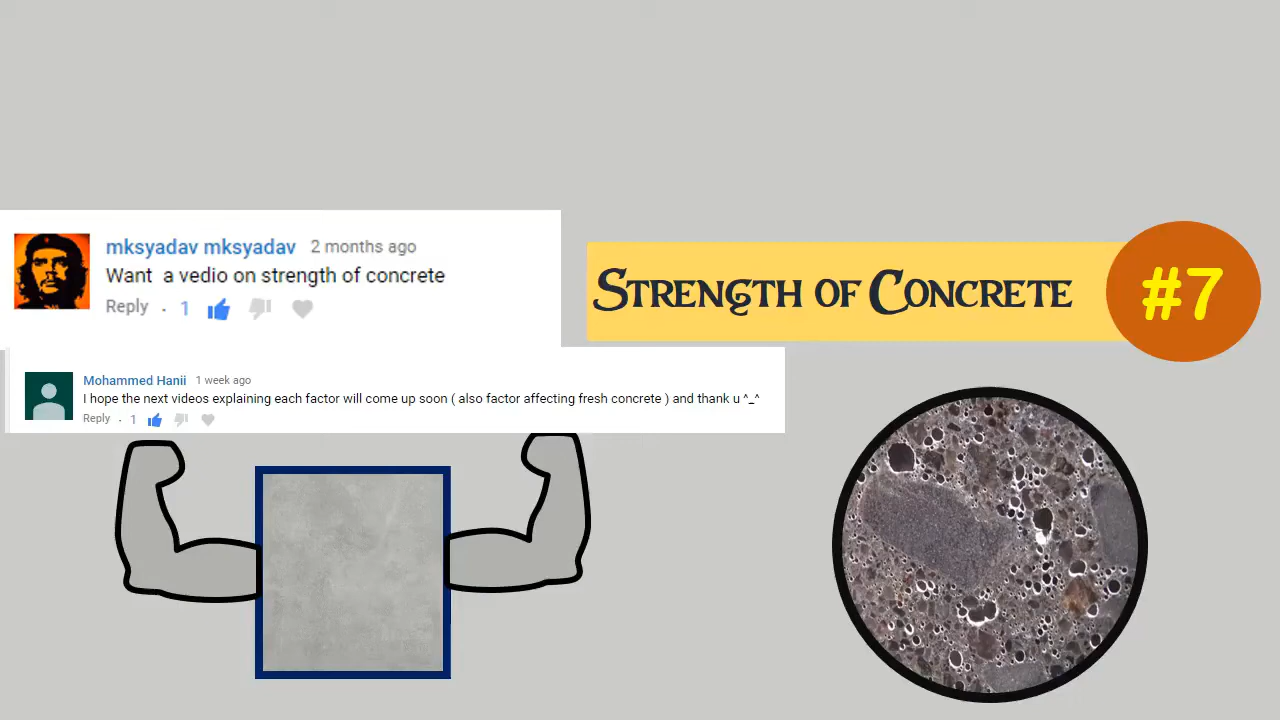 mksyadav mksyadav 2 months ago
Want a vedio on strength of concrete
Reply . 1
Strength of Concrete
#7
Mohammed Hanii 1 week ago
I hope the next videos explaining each factor will come up soon ( also factor affecting fresh concrete ) and thank u ^_^
Reply . 1